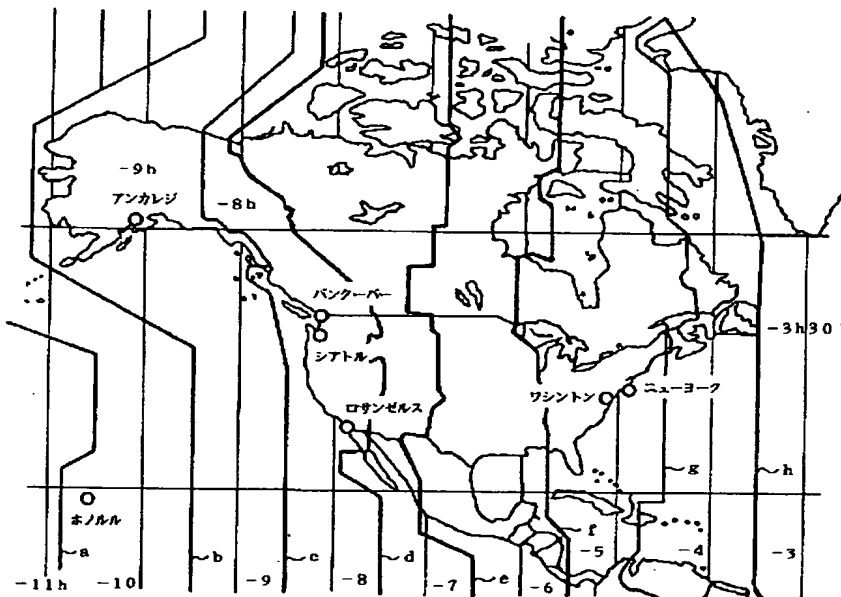 -9h
アンカレジ
-8h
バンクーバー
シアトル
ロサンゼルス
ワシントン
ニューヨーク
-3h30
ホノルル
a
b
c
d
e
f
g
h
-11h
-10
-9
-8
-7
-6
-5
-4
-3